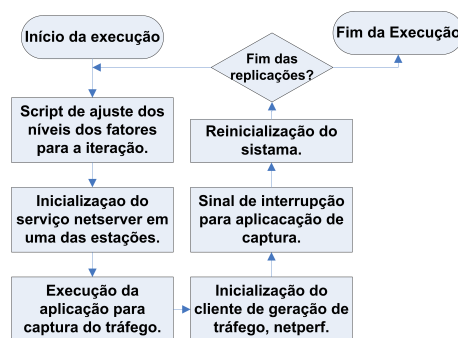 Início da execução
Fim da Execução
Fim das
replicações?
Script de ajuste dos
níveis dos fatores
para a iteração.
Reinicialização do
sistama.
Inicializaçao do
serviço netserver em
uma das estações.
Sinal de interrupção
para aplicacação de
captura.
Execução da
aplicação para
captura do tráfego.
Inicialização do
cliente de geração de
tráfego, netperf.